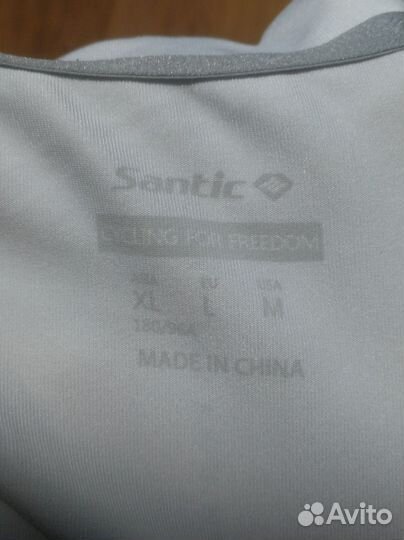 Santic
CYCLING FOR FREEDOM
ASIA EU USA
XL L M
180/96A
MADE IN CHINA
Avito